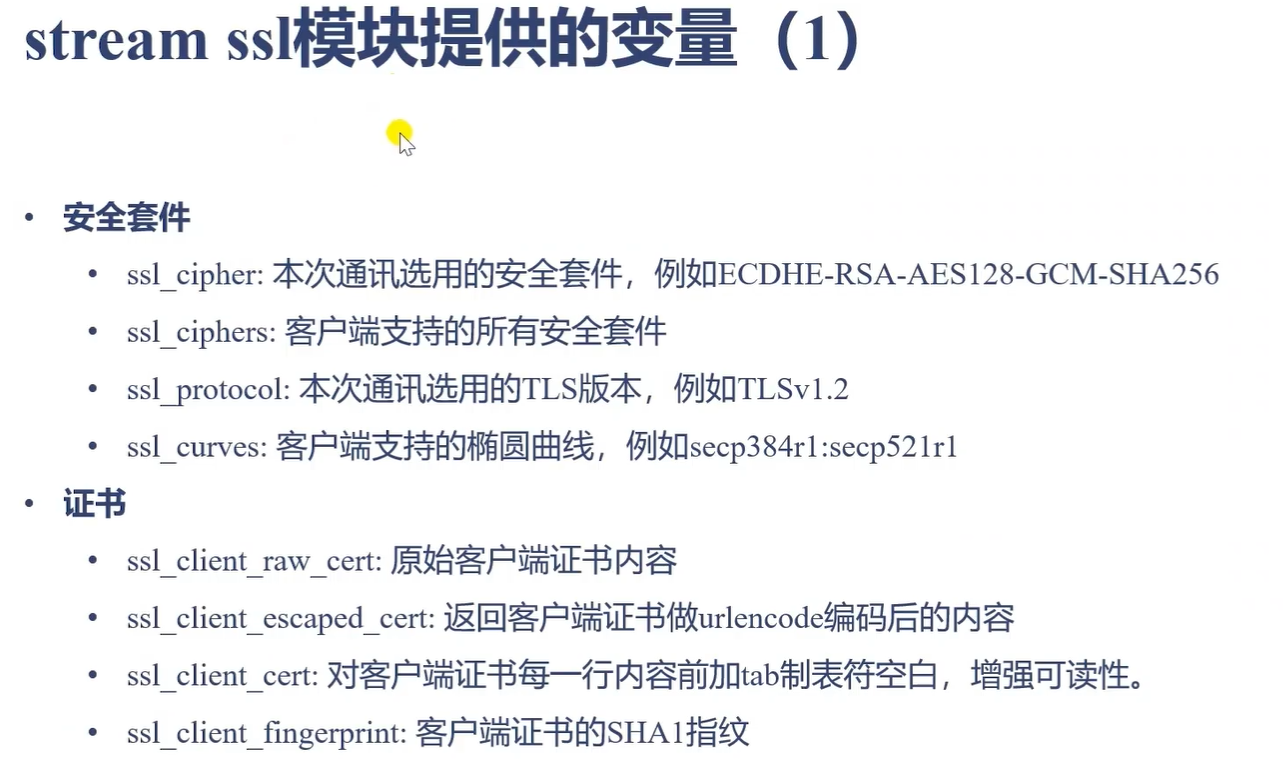 stream ssl模块提供的变量（1）
• 安全套件
• ssl_cipher: 本次通讯选用的安全套件，例如ECDHE-RSA-AES128-GCM-SHA256
• ssl_ciphers: 客户端支持的所有安全套件
• ssl_protocol: 本次通讯选用的TLS版本，例如TLSv1.2
• ssl_curves: 客户端支持的椭圆曲线，例如secp384r1:secp521r1
• 证书
• ssl_client_raw_cert: 原始客户端证书内容
• ssl_client_escaped_cert: 返回客户端证书做urlencode编码后的内容
• ssl_client_cert: 对客户端证书每一行内容前加tab制表符空白，增强可读性。
• ssl_client_fingerprint: 客户端证书的SHA1指纹